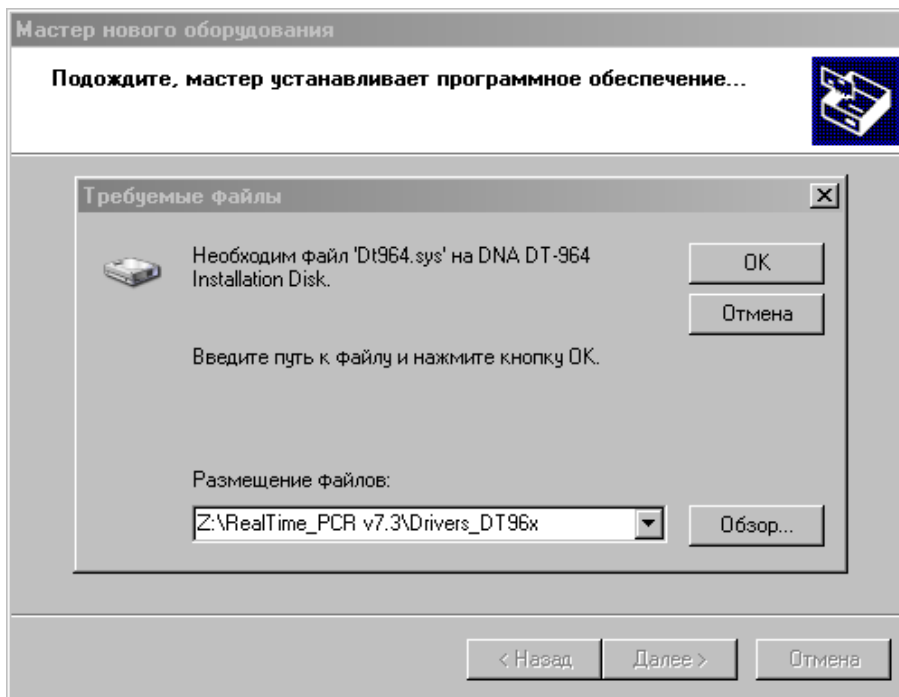 Мастер нового оборудования
Подождите, мастер устанавливает программное обеспечение...
Требуемые файлы
Необходим файл 'Dt964.sys' на DNA DT-964
Installation Disk.
OK
Отмена
Введите путь к файлу и нажмите кнопку OK.
Размещение файлов:
Z:\RealTime_PCR v7.3\Drivers_DT96x
Обзор...
< Назад
Далее >
Отмена